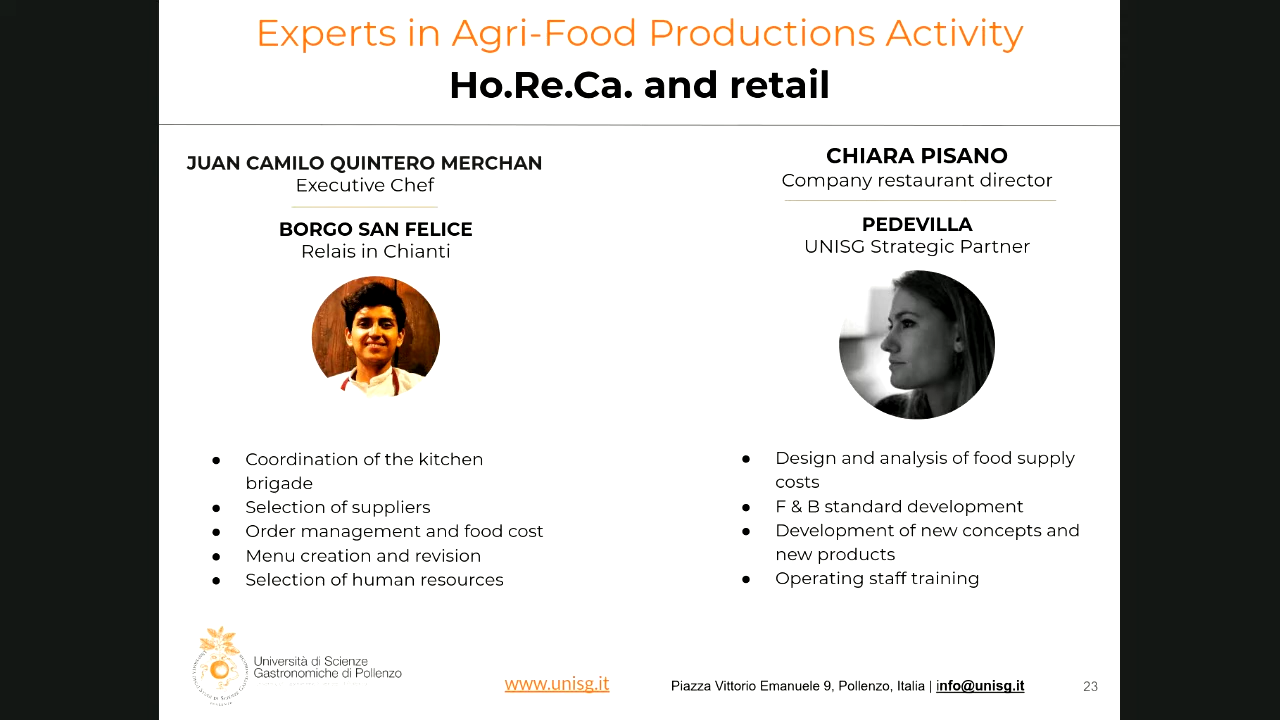 Experts in Agri-Food Productions Activity
Ho.Re.Ca. and retail
JUAN CAMILO QUINTERO MERCHAN
Executive Chef
BORGO SAN FELICE
Relais in Chianti
● Coordination of the kitchen
brigade
● Selection of suppliers
● Order management and food cost
● Menu creation and revision
● Selection of human resources
CHIARA PISANO
Company restaurant director
PEDEVILLA
UNISG Strategic Partner
● Design and analysis of food supply
costs
● F & B standard development
● Development of new concepts and
new products
● Operating staff training
Università di Scienze
Gastronomiche di Pollenzo
www.unisg.it
Piazza Vittorio Emanuele 9, Pollenzo, Italia | info@unisg.it
23